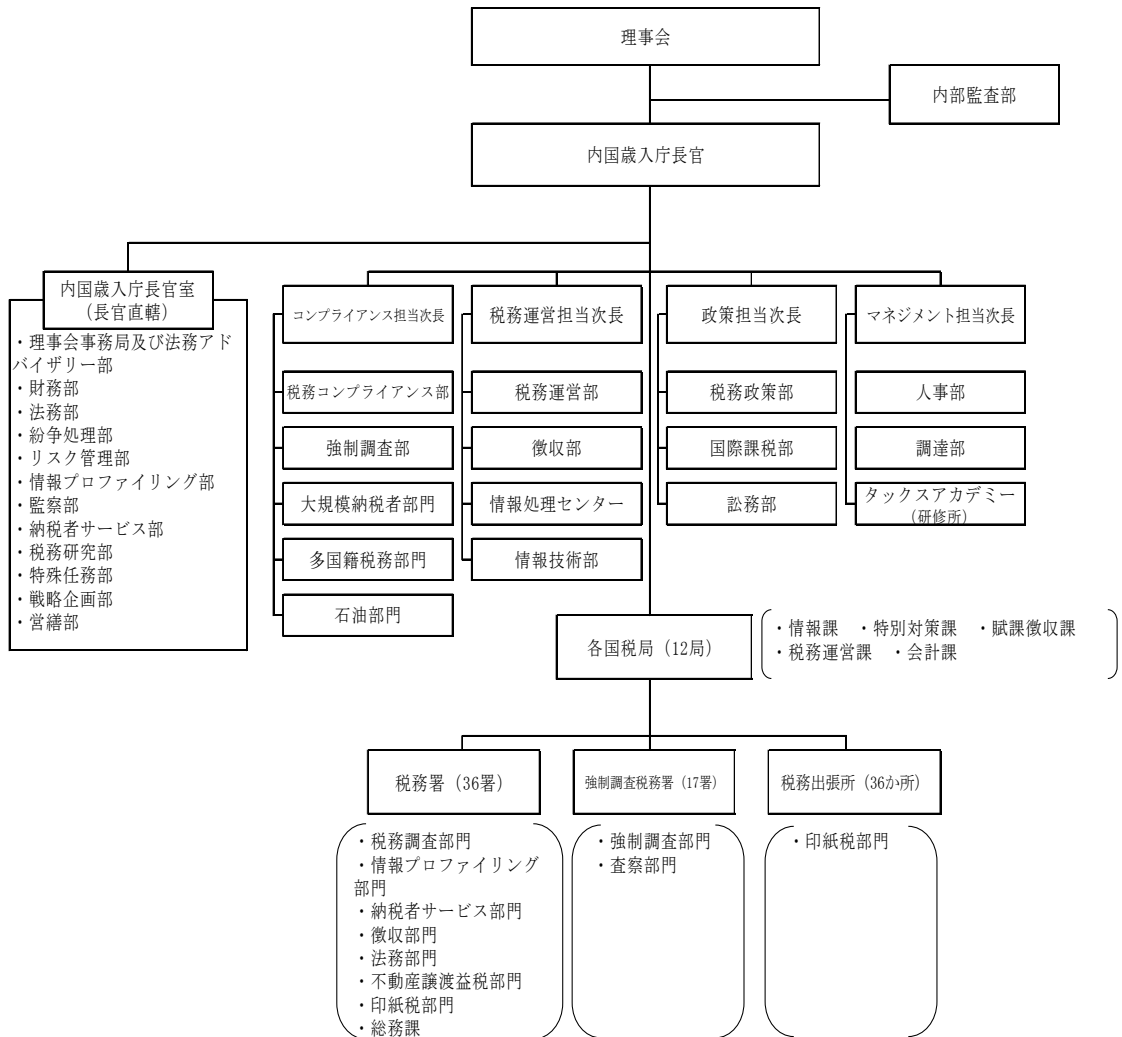 理事会
内部監査部
内国歳入庁長官
内国歳入庁長官室
(長官直轄)
・理事会事務局及び法務アド
バイザリー部
・財務部
・法務部
・紛争処理部
・リスク管理部
・情報プロファイリング部
・監察部
・納税者サービス部
・税務研究部
・特殊任務部
・戦略企画部
・営繕部
コンプライアンス担当次長
税務コンプライアンス部
強制調査部
大規模納税者部門
多国籍税務部門
石油部門
税務運営担当次長
税務運営部
徴収部
情報処理センター
情報技術部
政策担当次長
税務政策部
国際課税部
訟務部
マネジメント担当次長
人事部
調達部
タックスアカデミー
(研修所)
各国税局(12局)
・情報課 ・特別対策課 ・賦課徴収課
・税務運営課 ・会計課
税務署(36署)
・税務調査部門
・情報プロファイリング
部門
・納税者サービス部門
・徴収部門
・法務部門
・不動産譲渡益税部門
・印紙税部門
・総務課
強制調査税務署(17署)
・強制調査部門
・査察部門
税務出張所(36か所)
・印紙税部門